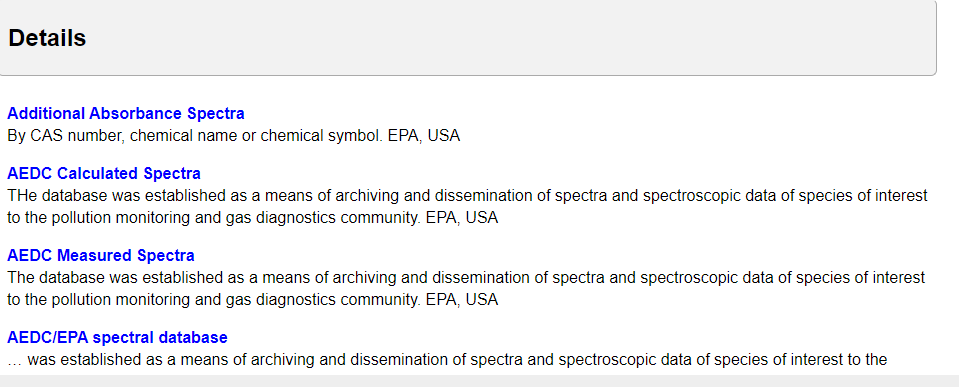 Details
Additional Absorbance Spectra
By CAS number, chemical name or chemical symbol. EPA, USA
AEDC Calculated Spectra
THe database was established as a means of archiving and dissemination of spectra and spectroscopic data of species of interest
to the pollution monitoring and gas diagnostics community. EPA, USA
AEDC Measured Spectra
The database was established as a means of archiving and dissemination of spectra and spectroscopic data of species of interest
to the pollution monitoring and gas diagnostics community. EPA, USA
AEDC/EPA spectral database
… was established as a means of archiving and dissemination of spectra and spectroscopic data of species of interest to the